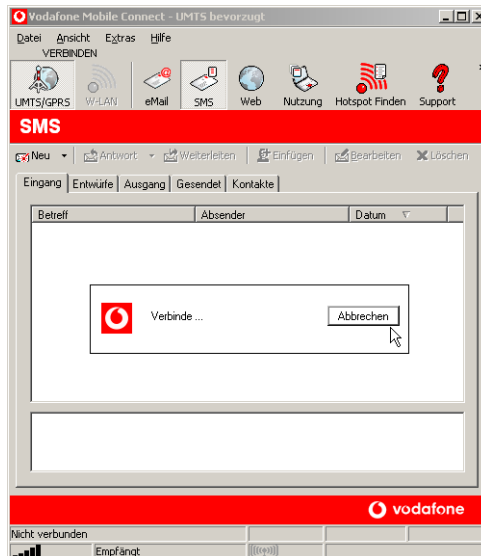 Vodafone Mobile Connect - UMTS bevorzugt
Datei Ansicht Extras Hilfe
VERBINDEN
UMTS/GPRS W-LAN eMail SMS Web Nutzung Hotspot Finden Support
SMS
Neu Antwort Weiterleiten Einfügen Bearbeiten Löschen
Eingang Entwürfe Ausgang Gesendet Kontakte
Betreff Absender Datum
Verbinde ... Abbrechen
vodafone
Nicht verbunden
Empfängt